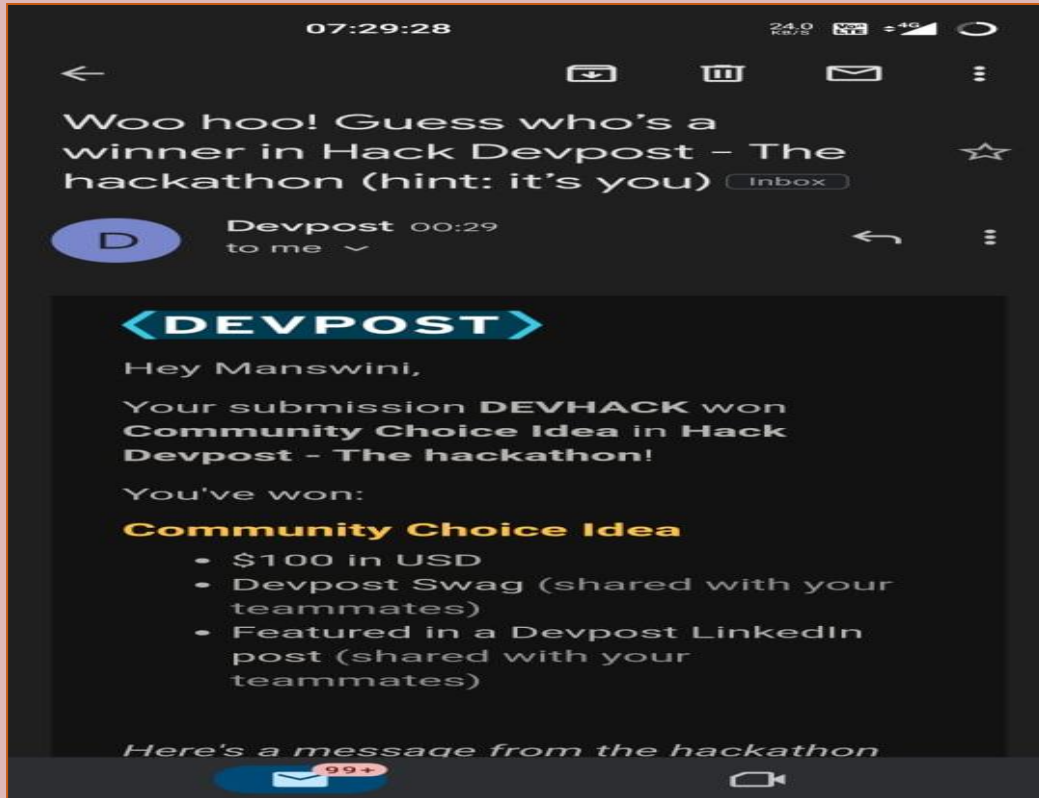 07:29:28 24.0 KB/S Vo» LTE 4G
Woo hoo! Guess who's a
winner in Hack Devpost – The
hackathon (hint: it's you) Inbox
D
Devpost 00:29
to me
DEVPOST
Hey Manswini,
Your submission DEVHACK won
Community Choice Idea in Hack
Devpost - The hackathon!
You've won:
Community Choice Idea
• $100 in USD
• Devpost Swag (shared with your
teammates)
• Featured in a Devpost LinkedIn
post (shared with your
teammates)
Here's a message from the hackathon
99+